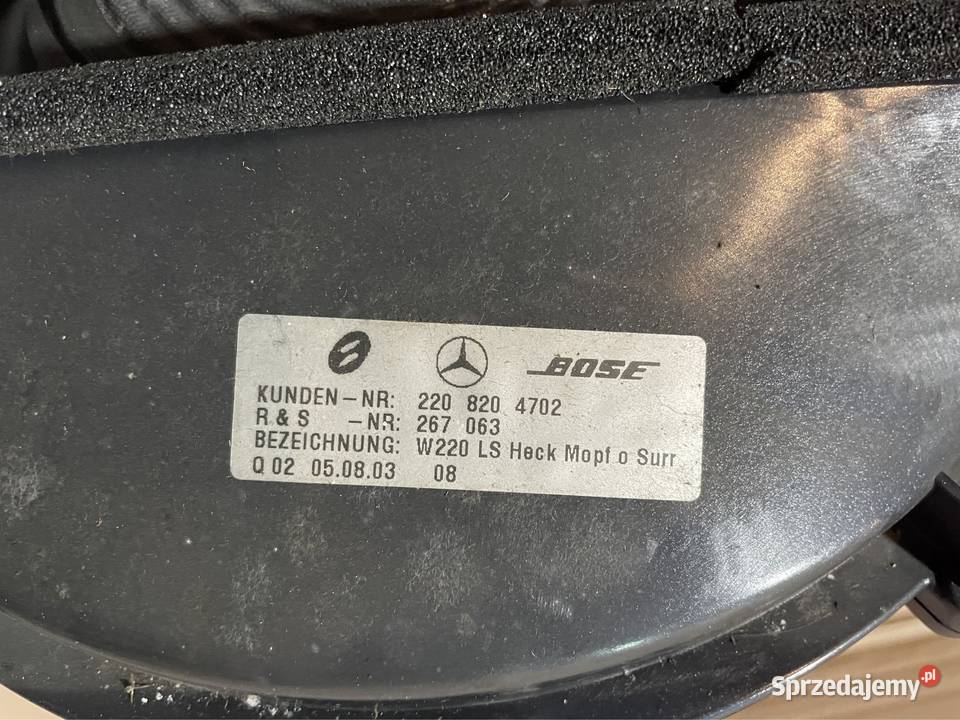 BOSE
KUNDEN-NR: 220 820 4702
R & S -NR: 267 063
BEZEICHNUNG: W220 LS Heck Mopf o Surr
Q 02 05.08.03 08
Sprzedajemy.pl